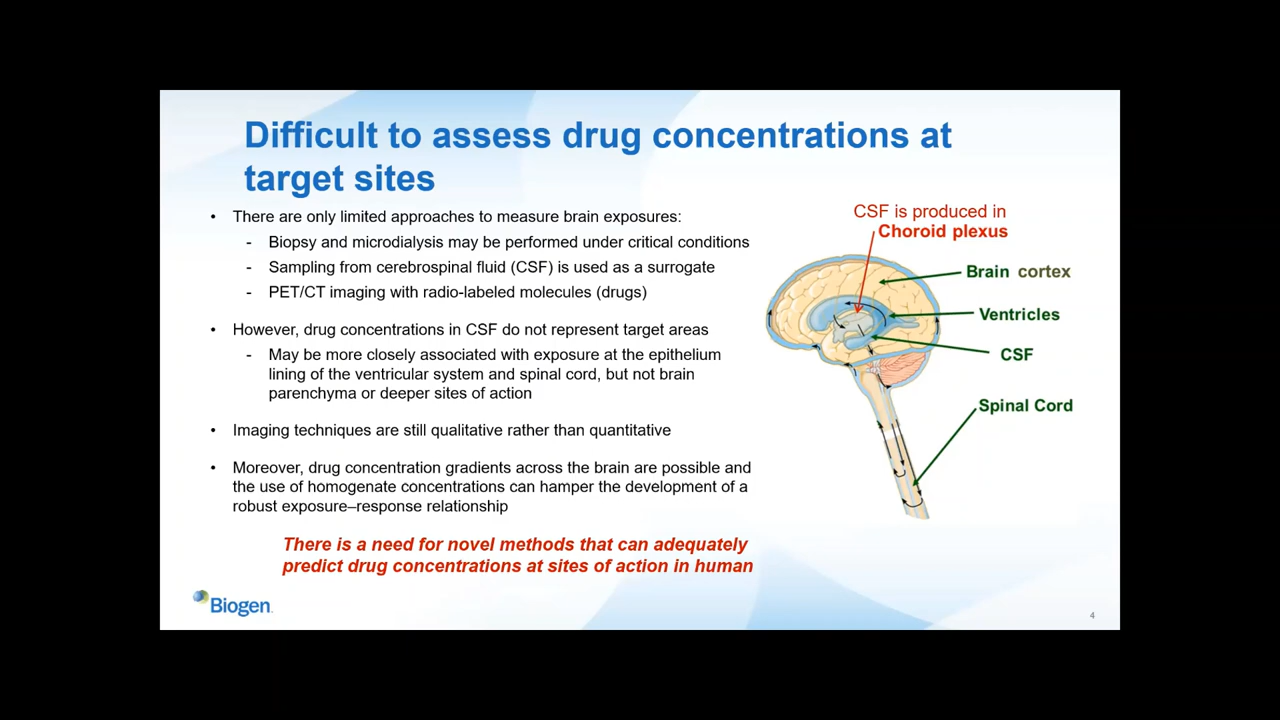 Difficult to assess drug concentrations at
target sites
• There are only limited approaches to measure brain exposures:
- Biopsy and microdialysis may be performed under critical conditions
- Sampling from cerebrospinal fluid (CSF) is used as a surrogate
- PET/CT imaging with radio-labeled molecules (drugs)
• However, drug concentrations in CSF do not represent target areas
- May be more closely associated with exposure at the epithelium
lining of the ventricular system and spinal cord, but not brain
parenchyma or deeper sites of action
• Imaging techniques are still qualitative rather than quantitative
• Moreover, drug concentration gradients across the brain are possible and
the use of homogenate concentrations can hamper the development of a
robust exposure–response relationship
There is a need for novel methods that can adequately
predict drug concentrations at sites of action in human
CSF is produced in
Choroid plexus
Brain cortex
Ventricles
CSF
Spinal Cord
Biogen
4